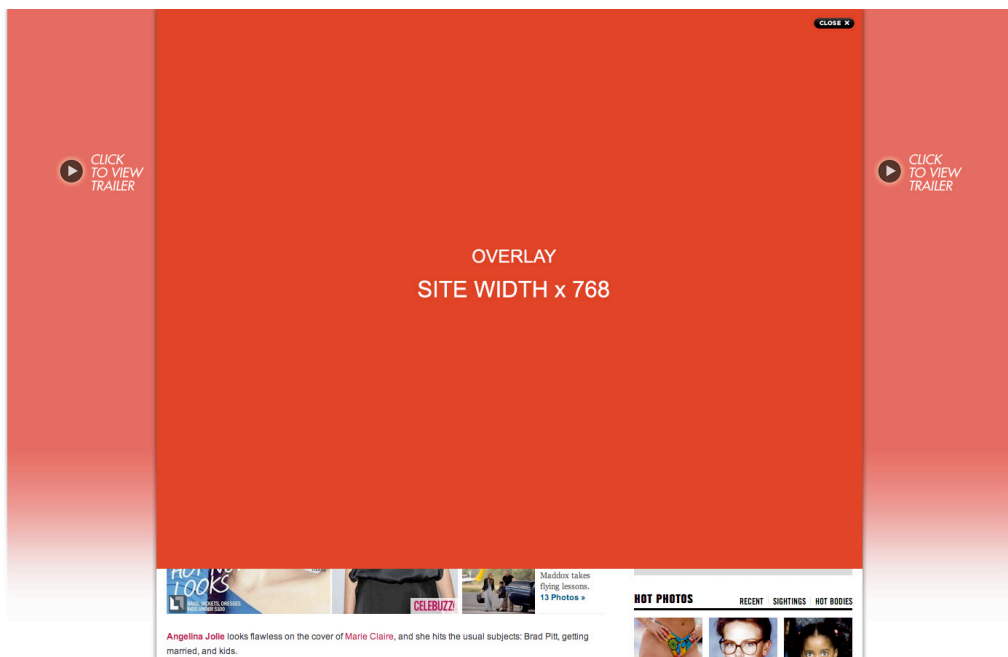 CLOSE X
CLICK
TO VIEW
TRAILER
CLICK
TO VIEW
TRAILER
OVERLAY
SITE WIDTH x 768
LOOKS
CELEBUZZ!
Maddox takes
flying lessons.
13 Photos »
HOT PHOTOS
RECENT SIGHTINGS HOT BODIES
Angelina Jolie looks flawless on the cover of Marie Claire, and she hits the usual subjects: Brad Pitt, getting
married, and kids.